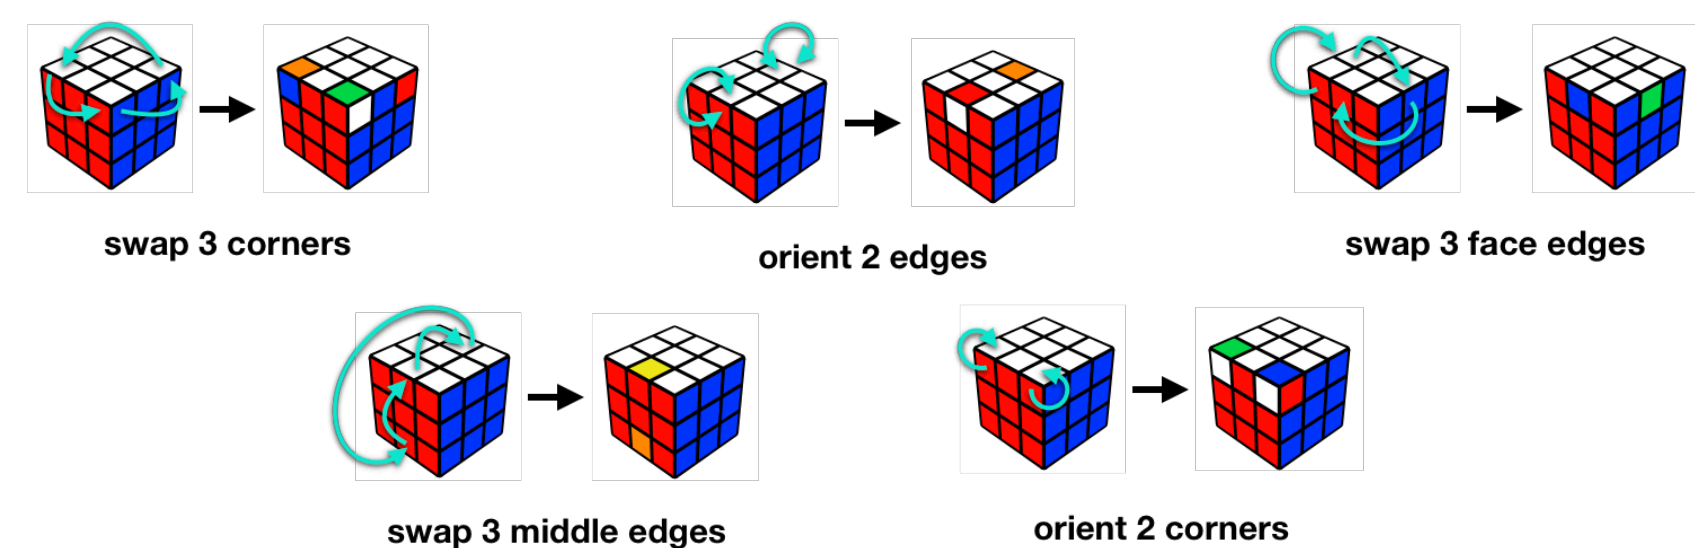 swap 3 corners
orient 2 edges
swap 3 face edges
swap 3 middle edges
orient 2 corners